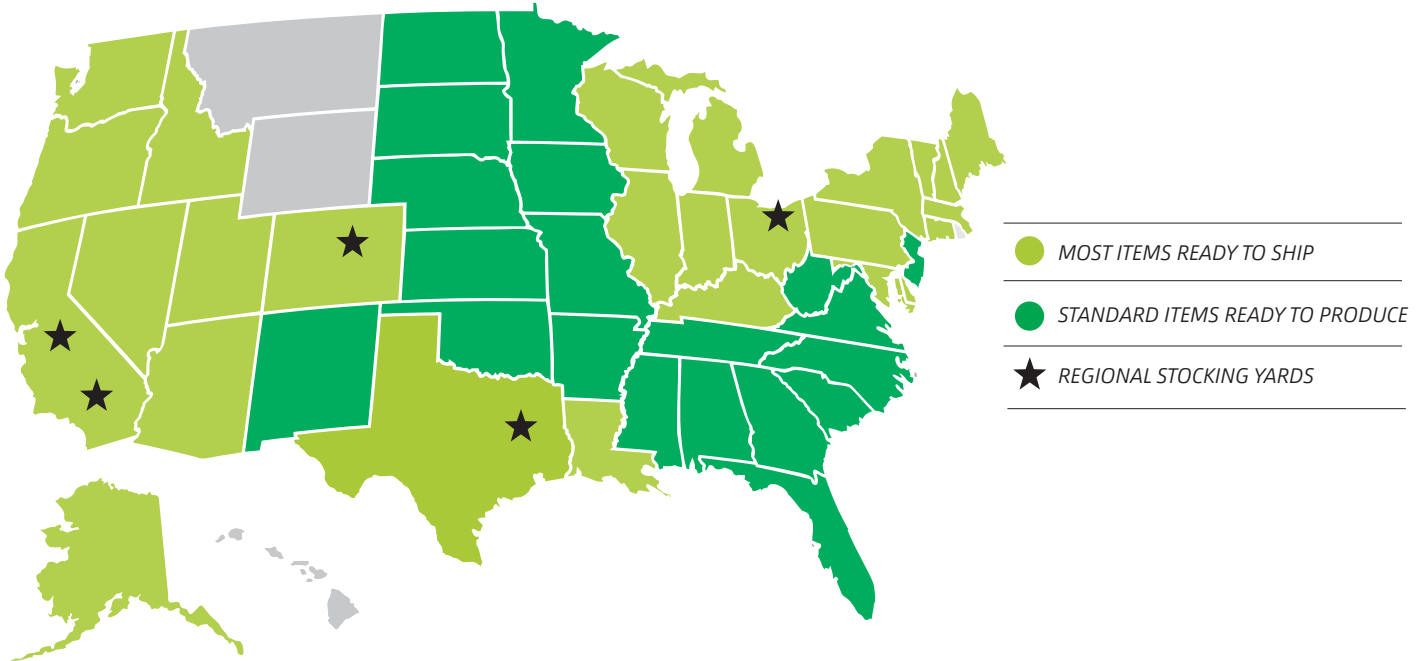 MOST ITEMS READY TO SHIP
STANDARD ITEMS READY TO PRODUCE
REGIONAL STOCKING YARDS